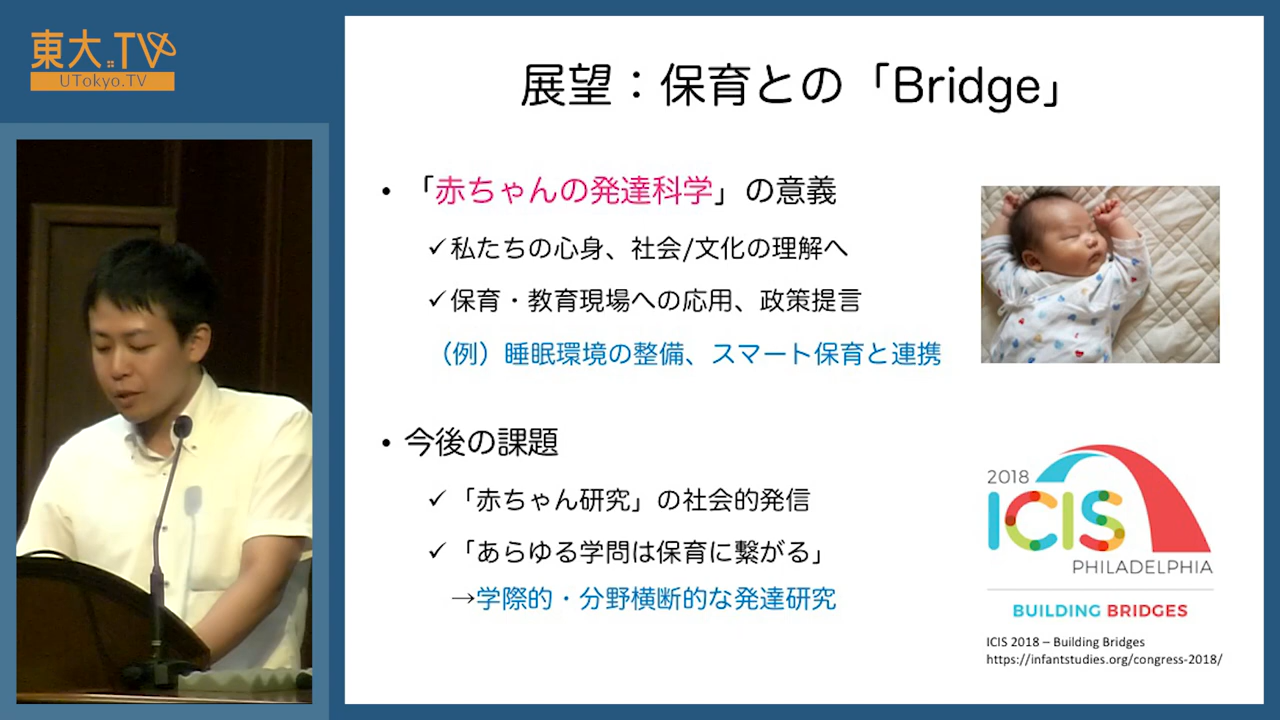 東大.TV
UTokyo.TV
展望：保育との「Bridge」
• 「赤ちゃんの発達科学」の意義
✓私たちの心身、社会/文化の理解へ
✓保育・教育現場への応用、政策提言
（例）睡眠環境の整備、スマート保育と連携
• 今後の課題
✓「赤ちゃん研究」の社会的発信
✓「あらゆる学問は保育に繋がる」
→学際的・分野横断的な発達研究
2018
ICIS
PHILADELPHIA
BUILDING BRIDGES
ICIS 2018 – Building Bridges
https://infantstudies.org/congress-2018/